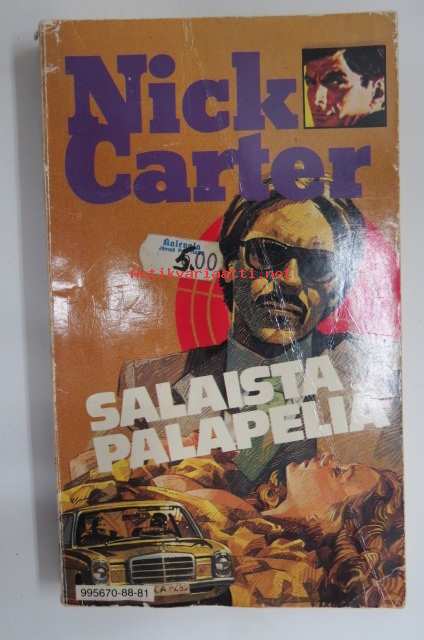 Nick
Carter
5.00
antikvariaatti.net
SALAISTA
PALAPELIA
995670-88-81